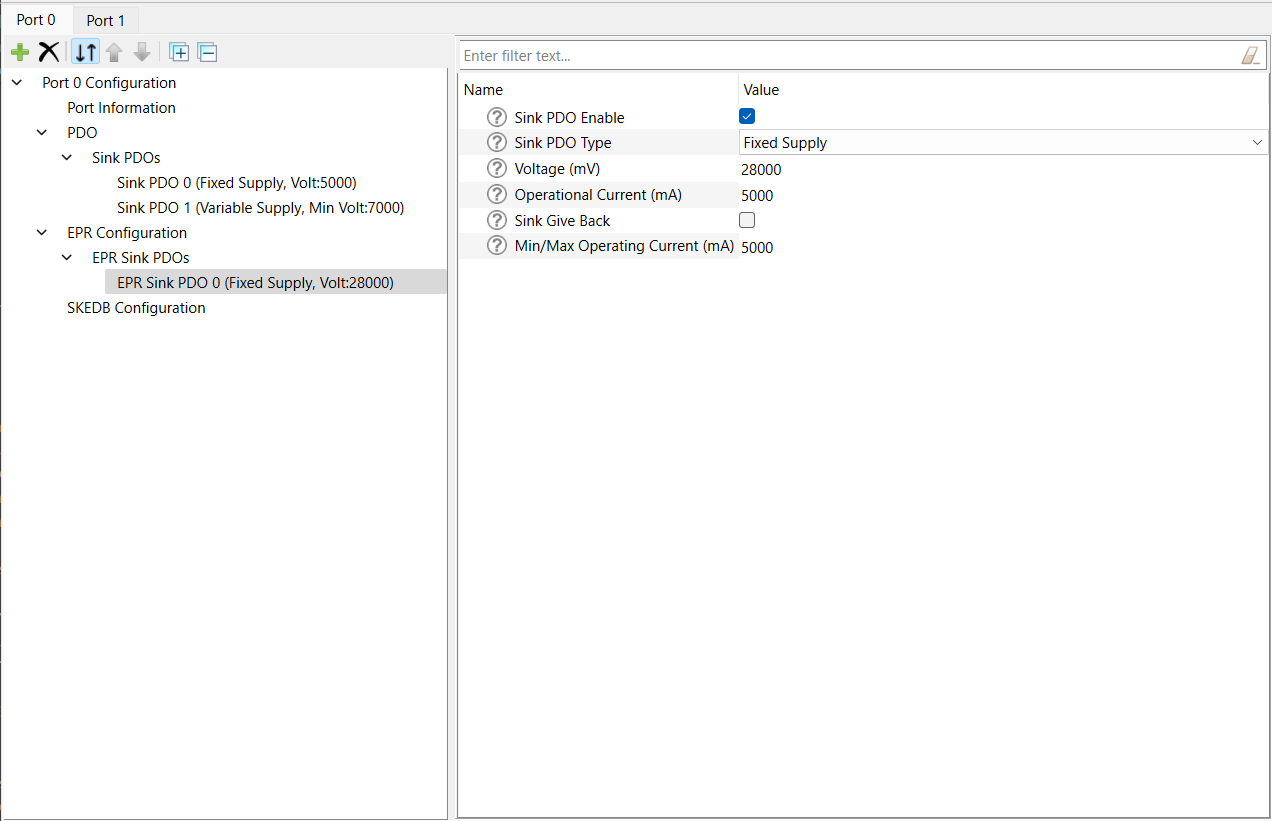 Port 0 Port 1
Enter filter text...
Port 0 Configuration
Port Information
PDO
Sink PDOs
Sink PDO 0 (Fixed Supply, Volt:5000)
Sink PDO 1 (Variable Supply, Min Volt:7000)
EPR Configuration
EPR Sink PDOs
EPR Sink PDO 0 (Fixed Supply, Volt:28000)
SKEDB Configuration
Name Value
Sink PDO Enable
Sink PDO Type Fixed Supply
Voltage (mV) 28000
Operational Current (mA) 5000
Sink Give Back
Min/Max Operating Current (mA) 5000